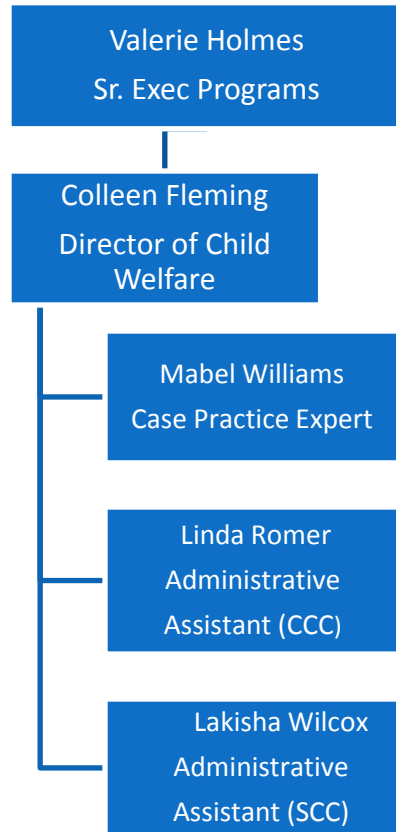 Valerie Holmes
Sr. Exec Programs
Colleen Fleming
Director of Child
Welfare
Mabel Williams
Case Practice Expert
Linda Romer
Administrative
Assistant (CCC)
Lakisha Wilcox
Administrative
Assistant (SCC)